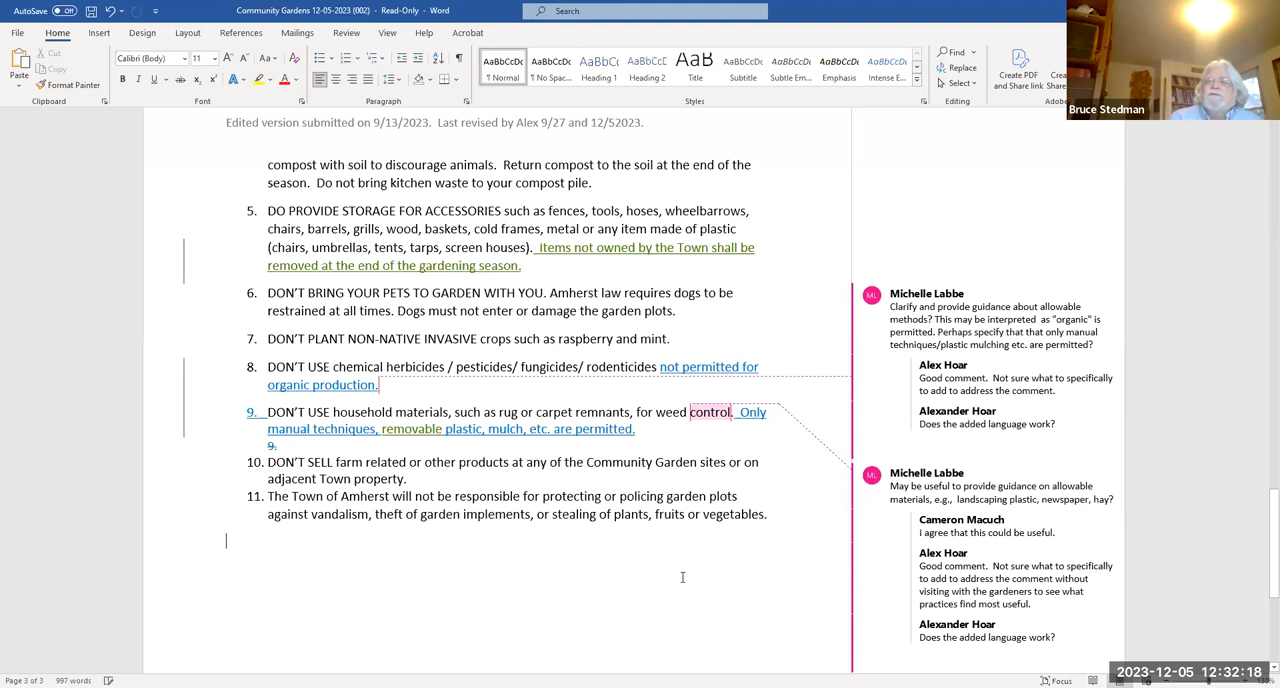 AutoSave Off
Community Gardens 12-05-2023 (002) - Read-Only - Word
Search
File Home Insert Design Layout References Mailings Review View Help Acrobat
Paste
Cut
Copy
Format Painter
Clipboard
Calibri (Body) 11
Font
Paragraph
AaBbCcDc AaBbCcDc AaBbCc AaBbCcC AaB AaBbCcDc AaBbCcDc AaBbCcDc AaBbCcDc
¶ Normal ¶ No Spac... Heading 1 Heading 2 Title Subtitle Subtle Em... Emphasis Intense E...
Styles
Find
Replace
Select
Editing
Create PDF
and Share link
Bruce Stedman
Edited version submitted on 9/13/2023. Last revised by Alex 9/27 and 12/52023.
compost with soil to discourage animals. Return compost to the soil at the end of the
season. Do not bring kitchen waste to your compost pile.
5. DO PROVIDE STORAGE FOR ACCESSORIES such as fences, tools, hoses, wheelbarrows,
chairs, barrels, grills, wood, baskets, cold frames, metal or any item made of plastic
(chairs, umbrellas, tents, tarps, screen houses). Items not owned by the Town shall be
removed at the end of the gardening season.
6. DON'T BRING YOUR PETS TO GARDEN WITH YOU. Amherst law requires dogs to be
restrained at all times. Dogs must not enter or damage the garden plots.
7. DON'T PLANT NON-NATIVE INVASIVE crops such as raspberry and mint.
8. DON'T USE chemical herbicides / pesticides/ fungicides/ rodenticides not permitted for
organic production.
9. DON'T USE household materials, such as rug or carpet remnants, for weed control. Only
manual techniques, removable plastic, mulch, etc. are permitted.
9.
10. DON'T SELL farm related or other products at any of the Community Garden sites or on
adjacent Town property.
11. The Town of Amherst will not be responsible for protecting or policing garden plots
against vandalism, theft of garden implements, or stealing of plants, fruits or vegetables.
ML Michelle Labbe
Clarify and provide guidance about allowable
methods? This may be interpreted as "organic" is
permitted. Perhaps specify that that only manual
techniques/plastic mulching etc. are permitted?
Alex Hoar
Good comment. Not sure what to specifically
to add to address the comment.
Alexander Hoar
Does the added language work?
ML Michelle Labbe
May be useful to provide guidance on allowable
materials, e.g., landscaping plastic, newspaper, hay?
Cameron Macuch
I agree that this could be useful.
Alex Hoar
Good comment. Not sure what to specifically
to add to address the comment without
visiting with the gardeners to see what
practices find most useful.
Alexander Hoar
Does the added language work?
Page 3 of 3 997 words
Focus
2023-12-05 12:32:18